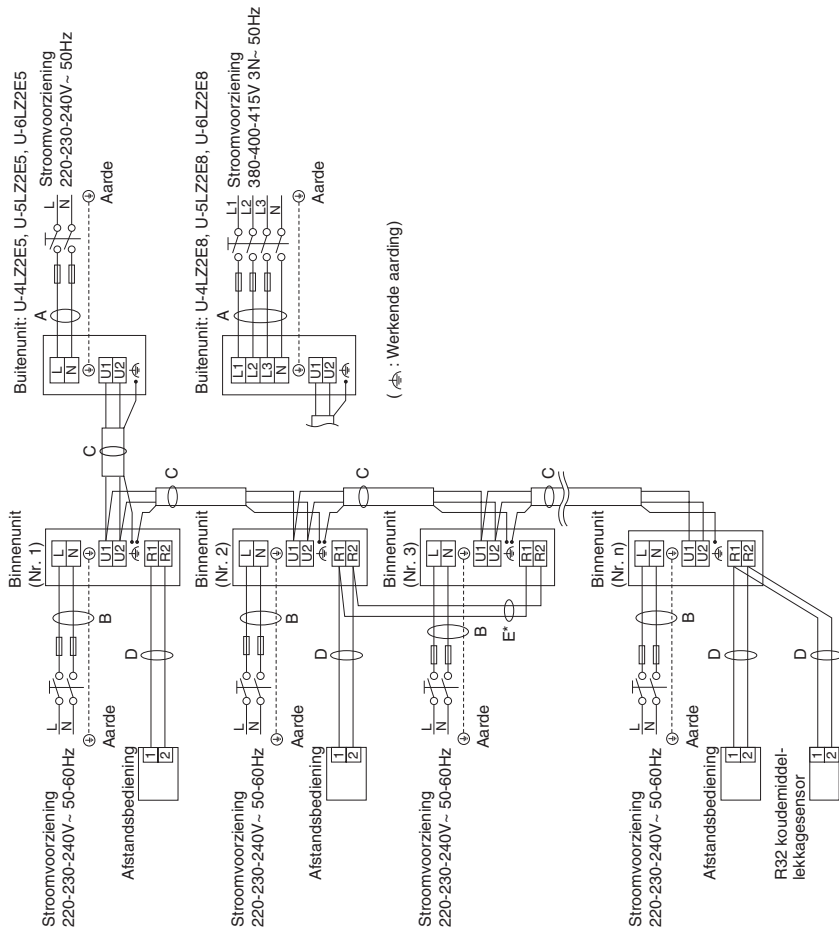 Binnenunit
(Nr. 1)
Stroomvoorziening
220-230-240V ~ 50-60Hz
L
N
Aarde
B
L
N
U1
U2
R1
R2
Afstandsbediening
1
2
D
C
Buitenunit: U-4LZ2E5, U-5LZ2E5, U-6LZ2E5
L
N
U1
U2
A
L
N
Stroomvoorziening
220-230-240V ~ 50Hz
Aarde
Binnenunit
(Nr. 2)
Stroomvoorziening
220-230-240V ~ 50-60Hz
L
N
Aarde
B
L
N
U1
U2
R1
R2
Afstandsbediening
1
2
D
C
Buitenunit: U-4LZ2E8, U-5LZ2E8, U-6LZ2E8
L1
L2
L3
N
U1
U2
A
L1
L2
L3
N
Stroomvoorziening
380-400-415V 3N~ 50Hz
Aarde
( : Werkende aarding)
Binnenunit
(Nr. 3)
Stroomvoorziening
220-230-240V ~ 50-60Hz
L
N
Aarde
B
E*
L
N
U1
U2
R1
R2
C
C
Binnenunit
(Nr. n)
Stroomvoorziening
220-230-240V ~ 50-60Hz
L
N
Aarde
B
L
N
U1
U2
R1
R2
Afstandsbediening
1
2
D
R32 koudemiddel-
lekkagesensor
1
2
D